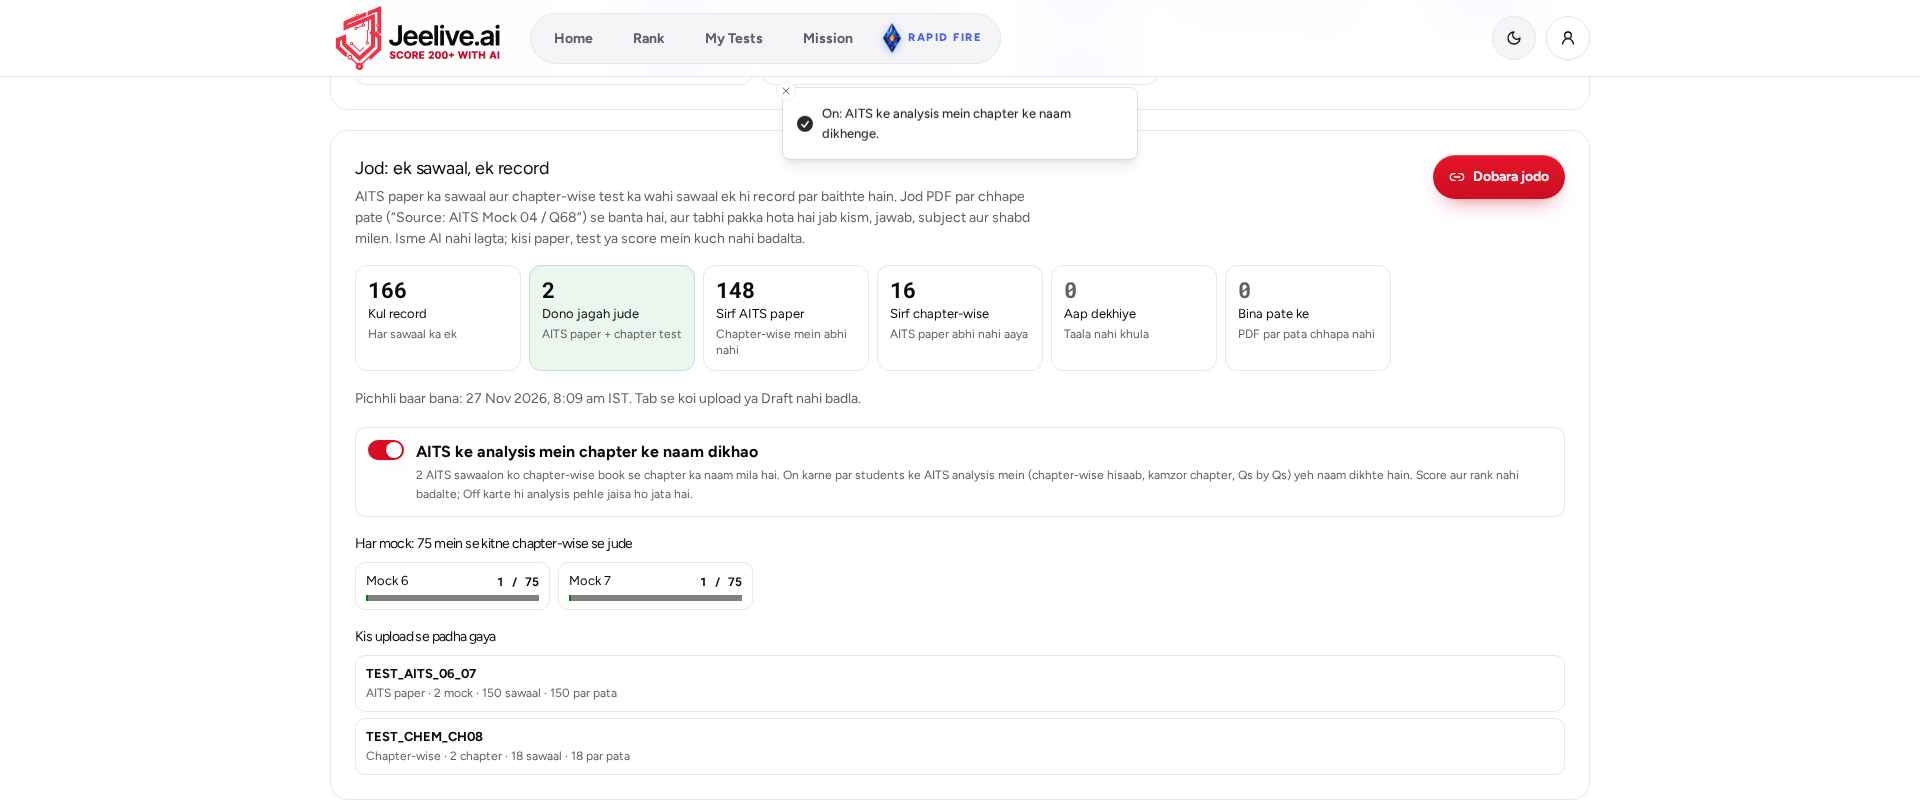 Jeelive.ai
SCORE 200+ WITH AI
Home
Rank
My Tests
Mission
RAPID FIRE
On: AITS ke analysis mein chapter ke naam
dikhenge.
Jod: ek sawaal, ek record
Dobara jodo
AITS paper ka sawaal aur chapter-wise test ka wahi sawaal ek hi record par baithte hain. Jod PDF par chhape
pate (“Source: AITS Mock 04 / Q68”) se banta hai, aur tabhi pakka hota hai jab kism, jawab, subject aur shabd
milen. Isme AI nahi lagta; kisi paper, test ya score mein kuch nahi badalta.
166
Kul record
Har sawaal ka ek
2
Dono jagah jude
AITS paper + chapter test
148
Sirf AITS paper
Chapter-wise mein abhi
nahi
16
Sirf chapter-wise
AITS paper abhi nahi aaya
0
Aap dekhiye
Taala nahi khula
0
Bina pate ke
PDF par pata chhapa nahi
Pichhli baar bana: 27 Nov 2026, 8:09 am IST. Tab se koi upload ya Draft nahi badla.
AITS ke analysis mein chapter ke naam dikhao
2 AITS sawaalon ko chapter-wise book se chapter ka naam mila hai. On karne par students ke AITS analysis mein (chapter-wise hisaab, kamzor chapter, Qs by Qs) yeh naam dikhte hain. Score aur rank nahi
badalte; Off karte hi analysis pehle jaisa ho jata hai.
Har mock: 75 mein se kitne chapter-wise se jude
Mock 6 1 / 75
Mock 7 1 / 75
Kis upload se padha gaya
TEST_AITS_06_07
AITS paper · 2 mock · 150 sawaal · 150 par pata
TEST_CHEM_CH08
Chapter-wise · 2 chapter · 18 sawaal · 18 par pata